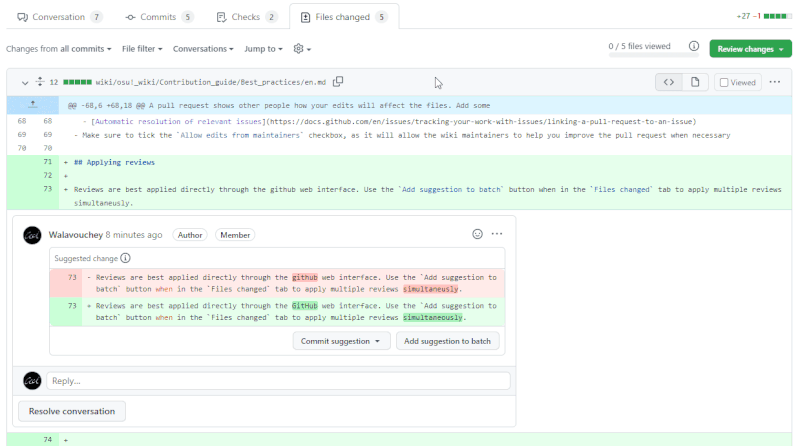 Conversation 7 Commits 5 Checks 2 Files changed 5 +27 −1
Changes from all commits File filter Conversations Jump to 0 / 5 files viewed Review changes
12 wiki/osu!_wiki/Contribution_guide/Best_practices/en.md Viewed
@@ -68,6 +68,18 @@ A pull request shows other people how your edits will affect the files. Add some
68 68 - [Automatic resolution of relevant issues](https://docs.github.com/en/issues/tracking-your-work-with-issues/linking-a-pull-request-to-an-issue)
69 69 - Make sure to tick the `Allow edits from maintainers` checkbox, as it will allow the wiki maintainers to help you improve the pull request when necessary
70 70
71 + ## Applying reviews
72 +
73 + Reviews are best applied directly through the github web interface. Use the `Add suggestion to batch` button when in the `Files changed` tab to apply multiple reviews
simultaneusly.
Walavouchey 8 minutes ago Author Member
Suggested change
73 - Reviews are best applied directly through the github web interface. Use the `Add suggestion to
batch` button when in the `Files changed` tab to apply multiple reviews simultaneusly.
73 + Reviews are best applied directly through the GitHub web interface. Use the `Add suggestion to
batch` button when in the `Files changed` tab to apply multiple reviews simultaneously.
Commit suggestion Add suggestion to batch
Reply...
Resolve conversation
74 +